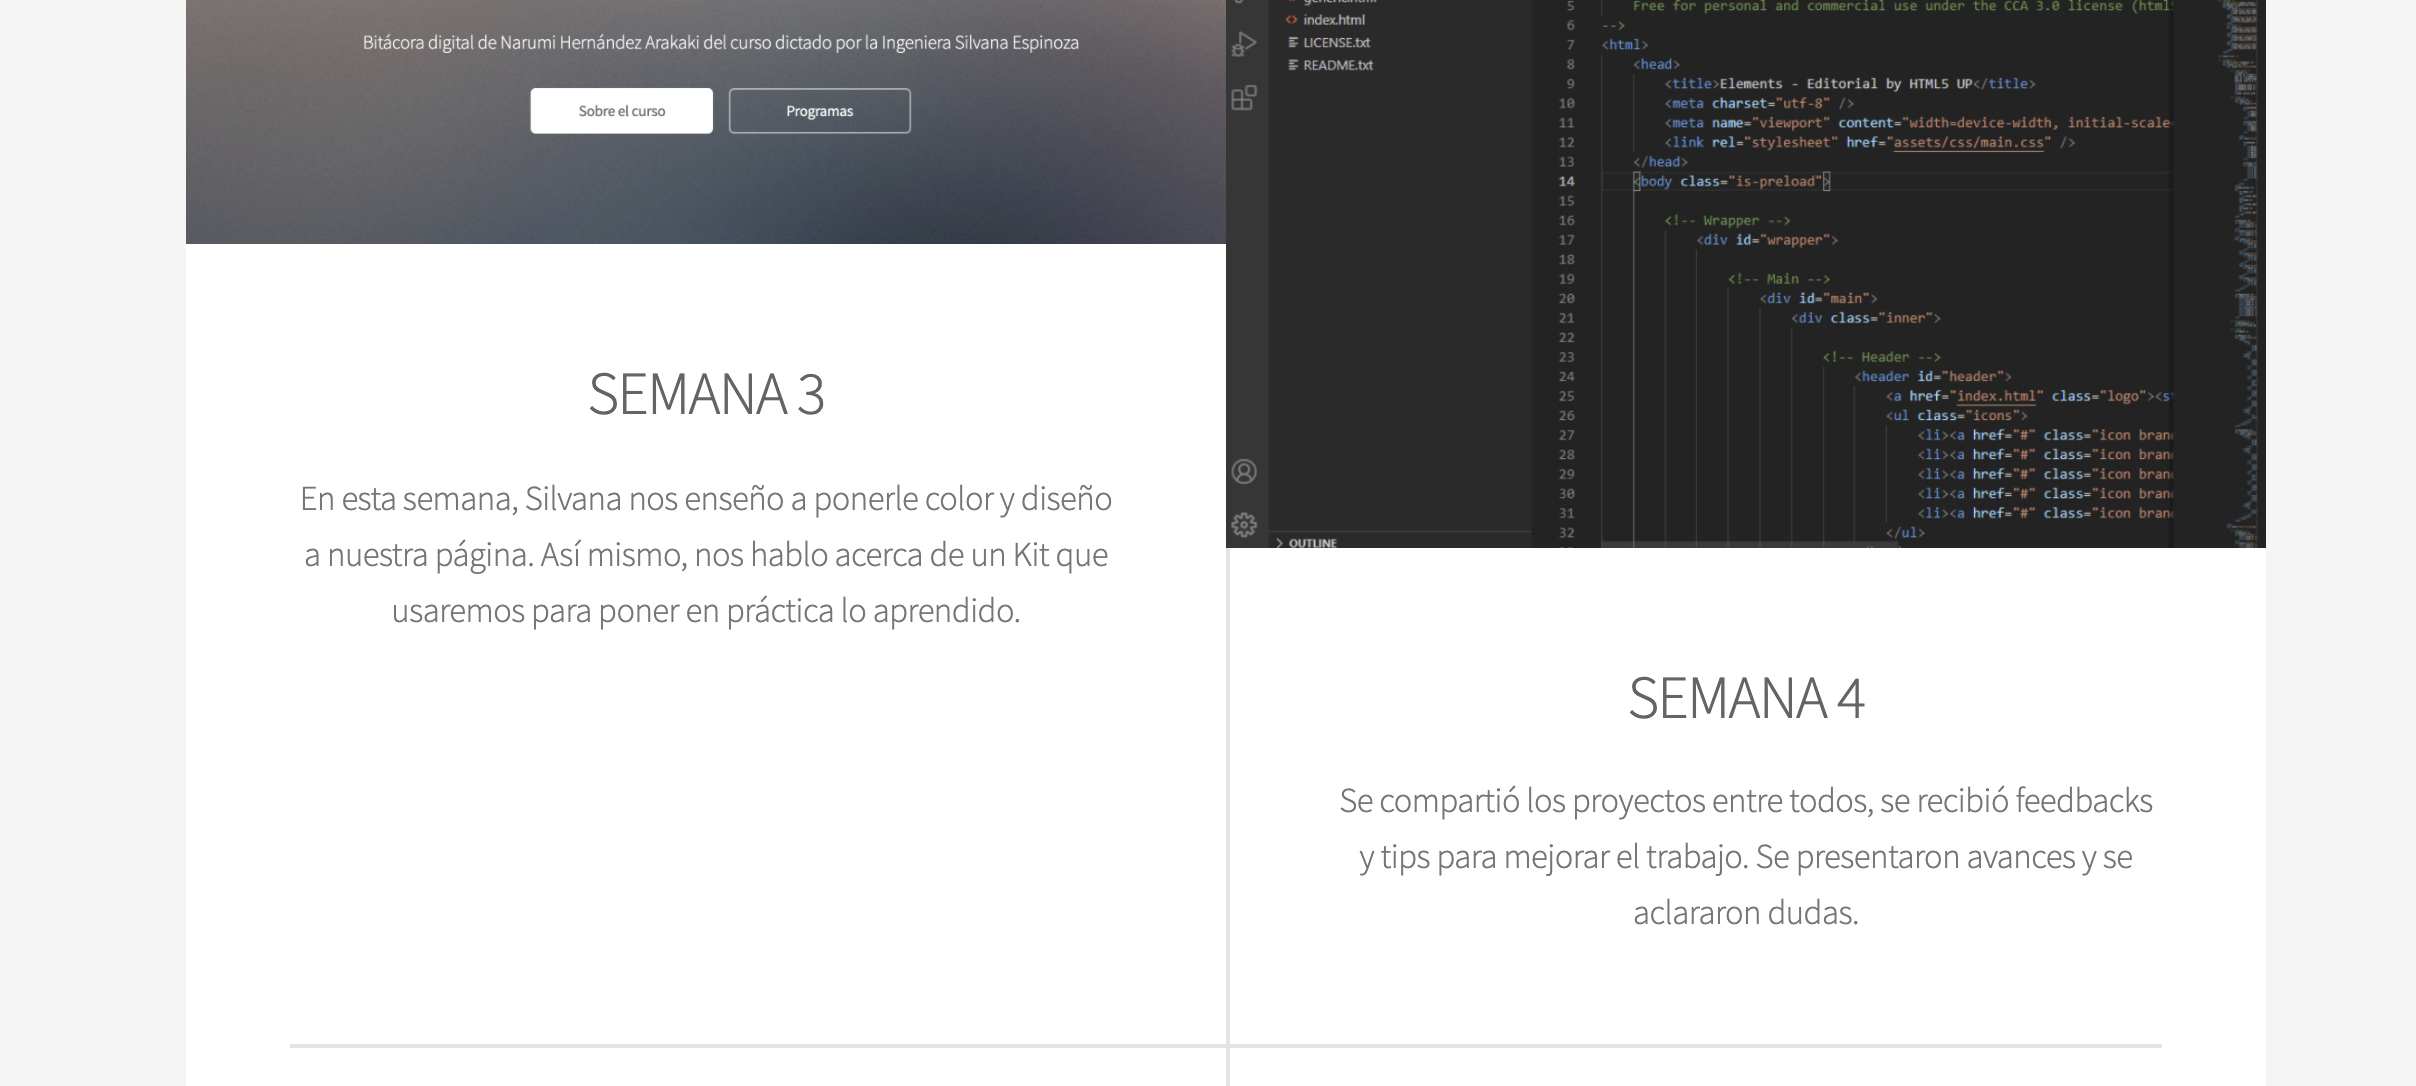 Bitácora digital de Narumi Hernández Arakaki del curso dictado por la Ingeniera Silvana Espinoza
Sobre el curso
Programas
SEMANA 3
En esta semana, Silvana nos enseño a ponerle color y diseño
a nuestra página. Así mismo, nos hablo acerca de un Kit que
usaremos para poner en práctica lo aprendido.
index.html
LICENSE.txt
README.txt
OUTLINE
5 Free for personal and commercial use under the CCA 3.0 license (html
6 -->
7 <html>
8 <head>
9 <title>Elements - Editorial by HTML5 UP</title>
10 <meta charset="utf-8" />
11 <meta name="viewport" content="width=device-width, initial-scale=
12 <link rel="stylesheet" href="assets/css/main.css" />
13 </head>
14 <body class="is-preload">
15
16 <!-- Wrapper -->
17 <div id="wrapper">
18
19 <!-- Main -->
20 <div id="main">
21 <div class="inner">
22
23 <!-- Header -->
24 <header id="header">
25 <a href="index.html" class="logo"><s
26 <ul class="icons">
27 <li><a href="#" class="icon bran
28 <li><a href="#" class="icon bran
29 <li><a href="#" class="icon bran
30 <li><a href="#" class="icon bran
31 <li><a href="#" class="icon bran
32 </ul>
SEMANA 4
Se compartió los proyectos entre todos, se recibió feedbacks
y tips para mejorar el trabajo. Se presentaron avances y se
aclararon dudas.